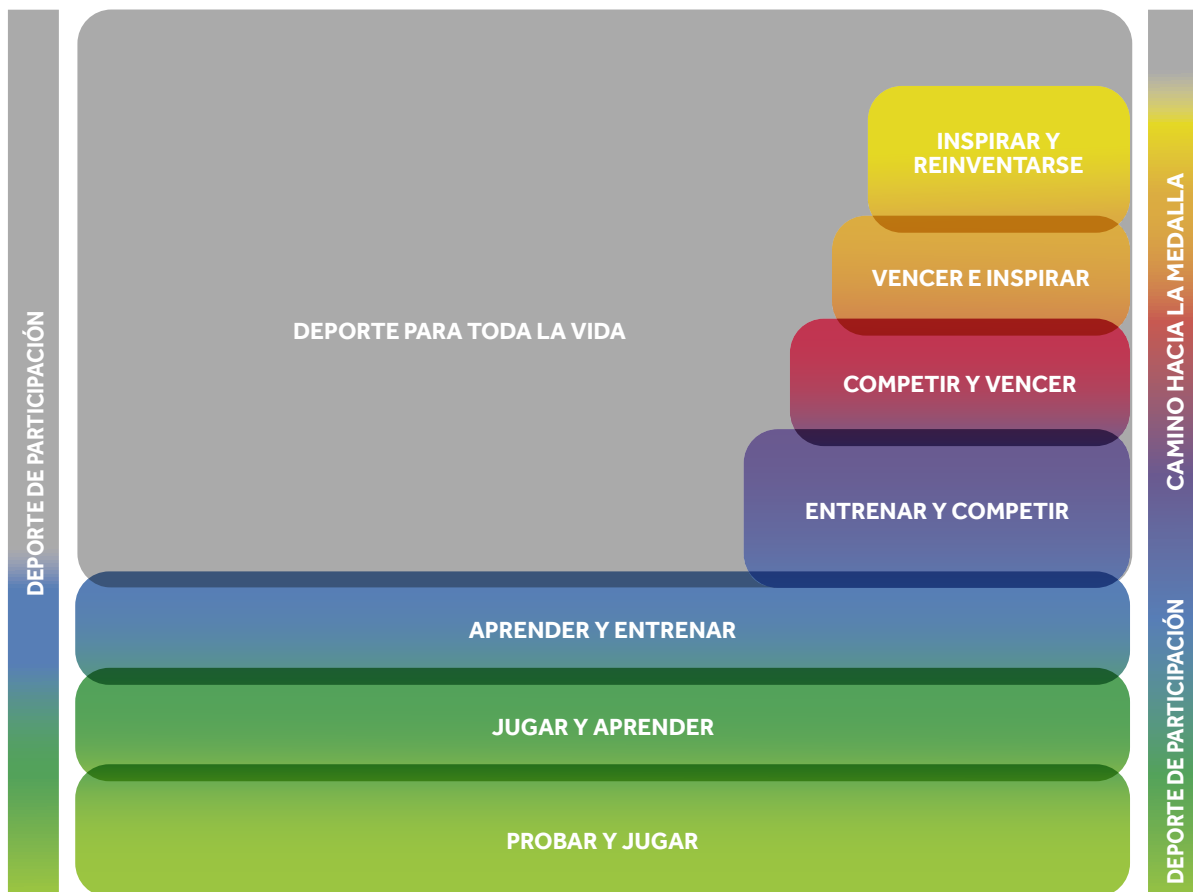 DEPORTE DE PARTICIPACIÓN
DEPORTE PARA TODA LA VIDA
INSPIRAR Y
REINVENTARSE
VENCER E INSPIRAR
COMPETIR Y VENCER
ENTRENAR Y COMPETIR
APRENDER Y ENTRENAR
JUGAR Y APRENDER
PROBAR Y JUGAR
CAMINO HACIA LA MEDALLA
DEPORTE DE PARTICIPACIÓN